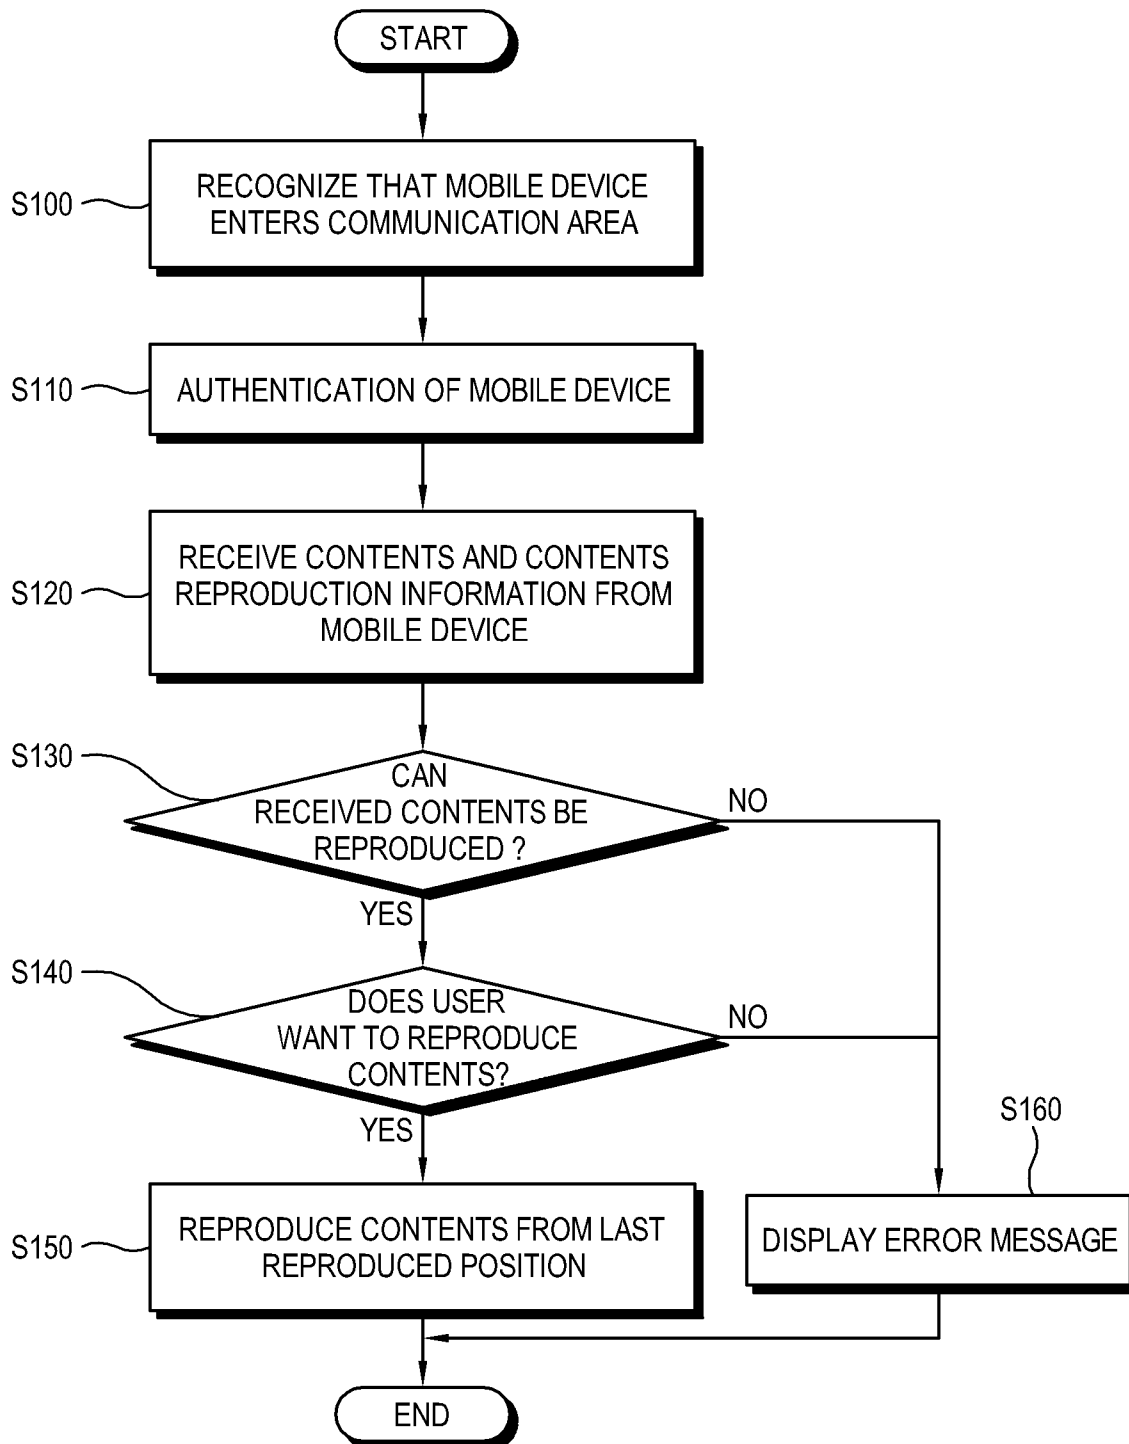 START
S100
RECOGNIZE THAT MOBILE DEVICE
ENTERS COMMUNICATION AREA
S110
AUTHENTICATION OF MOBILE DEVICE
S120
RECEIVE CONTENTS AND CONTENTS
REPRODUCTION INFORMATION FROM
MOBILE DEVICE
S130
CAN
RECEIVED CONTENTS BE
REPRODUCED ?
NO
YES
S140
DOES USER
WANT TO REPRODUCE
CONTENTS?
NO
YES
S150
REPRODUCE CONTENTS FROM LAST
REPRODUCED POSITION
S160
DISPLAY ERROR MESSAGE
END